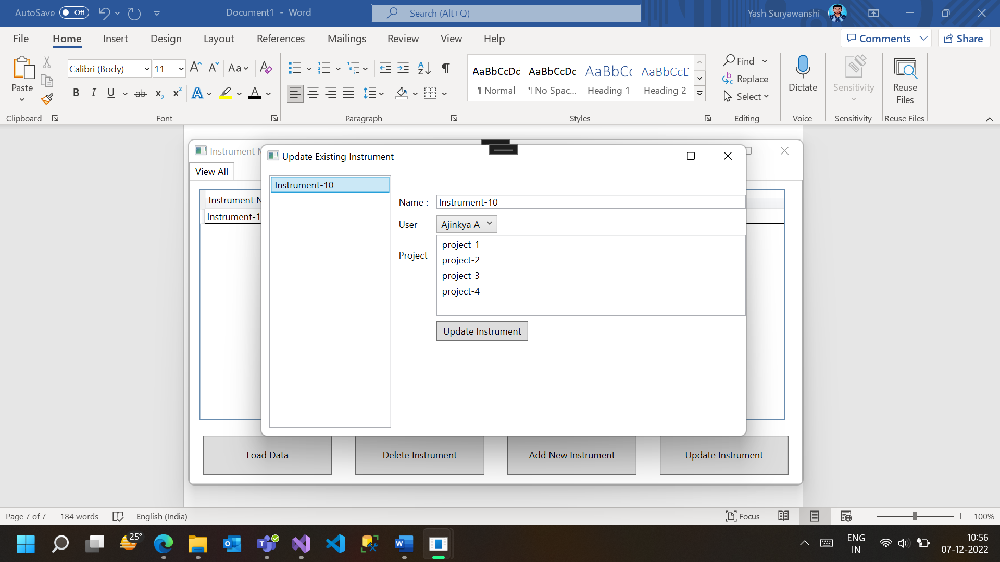 AutoSave Off
Document1 - Word
Search (Alt+Q)
Yash Suryawanshi
File Home Insert Design Layout References Mailings Review View Help
Comments Share
Paste
Clipboard
Calibri (Body) 11
Font
Paragraph
AaBbCcDc AaBbCcDc AaBbCc AaBbCcD
¶ Normal ¶ No Spac... Heading 1 Heading 2
Styles
Find
Replace
Select
Editing
Dictate
Voice
Sensitivity
Sensitivity
Reuse
Files
Reuse Files
Instrument M
View All
Instrument N
Instrument-1
Update Existing Instrument
Instrument-10
Name : Instrument-10
User Ajinkya A
Project
project-1
project-2
project-3
project-4
Update Instrument
Load Data Delete Instrument Add New Instrument Update Instrument
Page 7 of 7 184 words English (India)
Focus 100%
25°
ENG
IN
10:56
07-12-2022